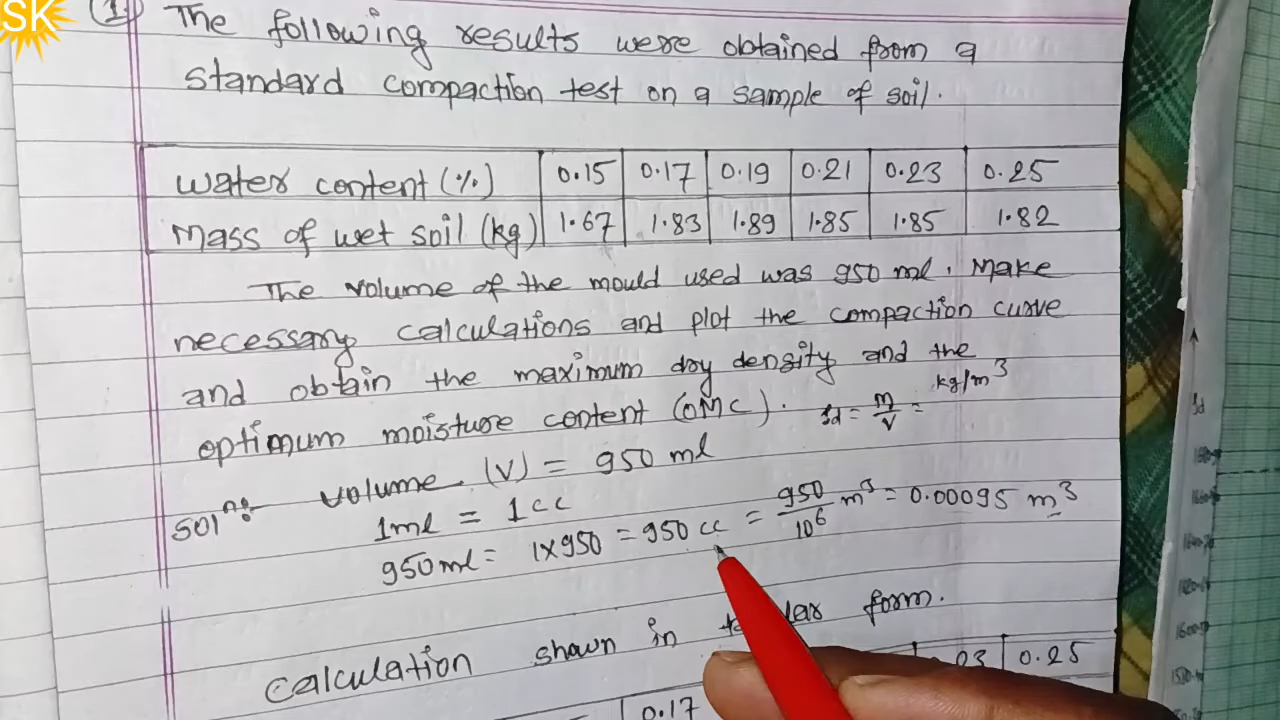 SK
(1) The following results were obtained from a
standard compaction test on a sample of soil.
Water content (%) 0.15 0.17 0.19 0.21 0.23 0.25
Mass of wet soil (kg) 1.67 1.83 1.89 1.85 1.85 1.82
The volume of the mould used was 950 ml. Make
necessary calculations and plot the compaction curve
and obtain the maximum dry density and the
optimum moisture content (OMC). ρd = m/v = kg/m³
Solⁿ:- Volume (V) = 950 ml
1ml = 1cc
950ml = 1×950 = 950 cc = 950/10⁶ m³ = 0.00095 m³
Calculation shown in form.
0.17 0.25